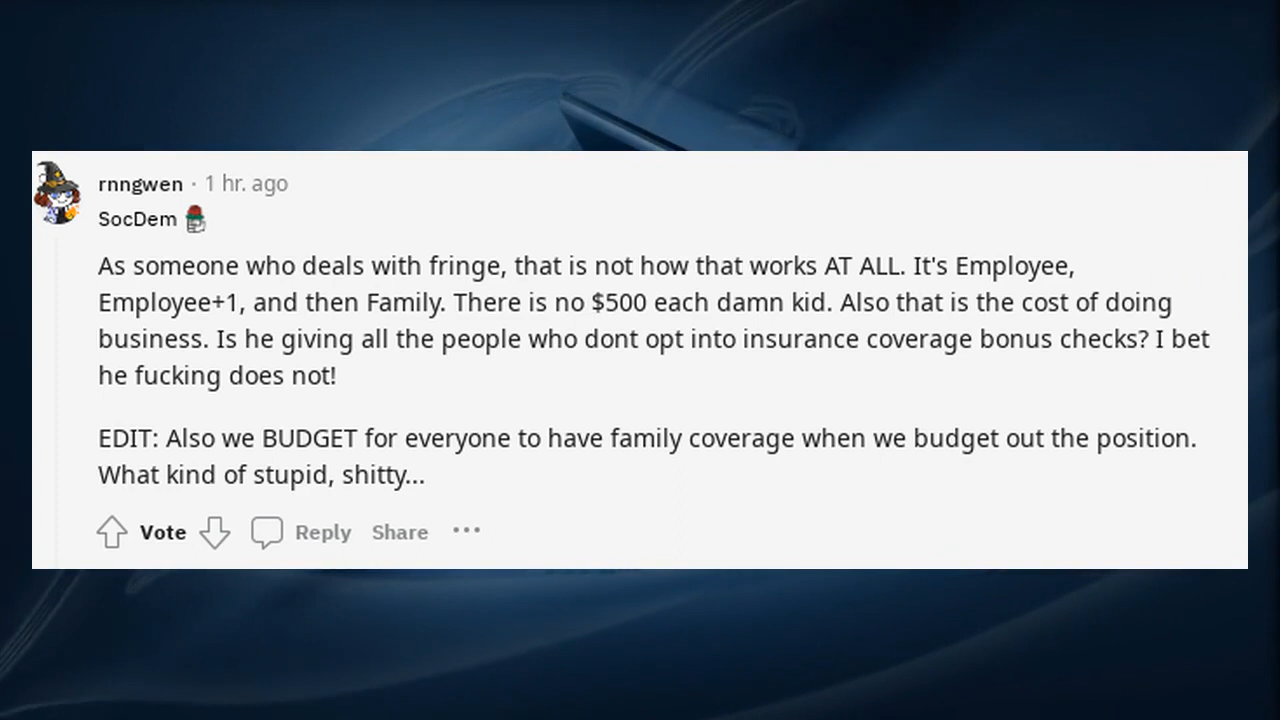 rnngwen · 1 hr. ago
SocDem
As someone who deals with fringe, that is not how that works AT ALL. It's Employee,
Employee+1, and then Family. There is no $500 each damn kid. Also that is the cost of doing
business. Is he giving all the people who dont opt into insurance coverage bonus checks? I bet
he fucking does not!
EDIT: Also we BUDGET for everyone to have family coverage when we budget out the position.
What kind of stupid, shitty...
Vote Reply Share ...